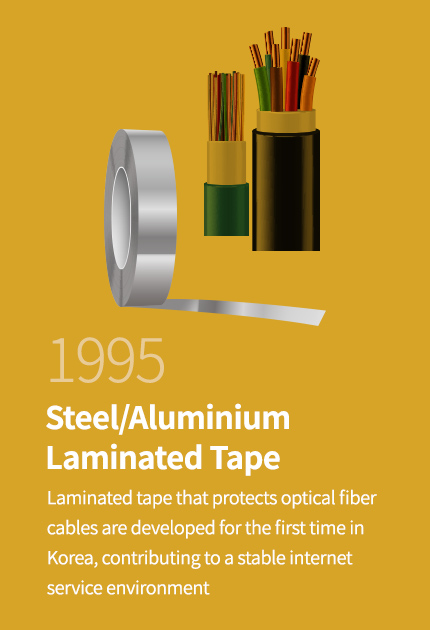 1995
Steel/Aluminium
Laminated Tape
Laminated tape that protects optical fiber
cables are developed for the first time in
Korea, contributing to a stable internet
service environment